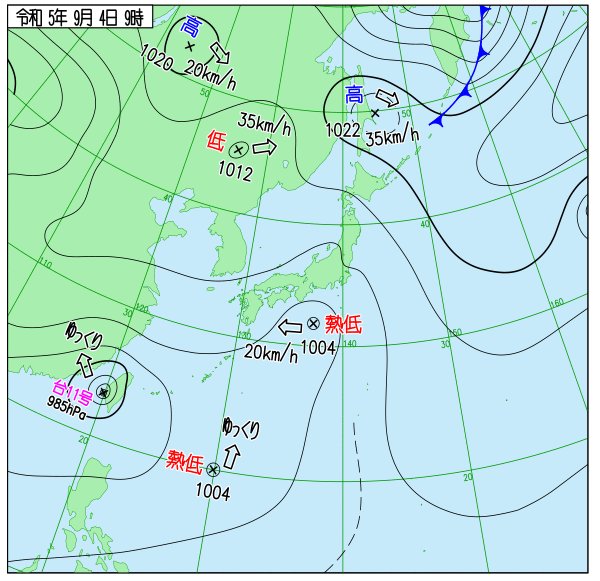 令和 5年 9月 4日 9時
高
1020 20km/h
50
高
1022 35km/h
50
35km/h
低
1012
40
40
110
120
30
130
140
30
150
160
ゆっくり
台11号
985hPa
熱低
20km/h 1004
20
ゆっくり
熱低
1004
20